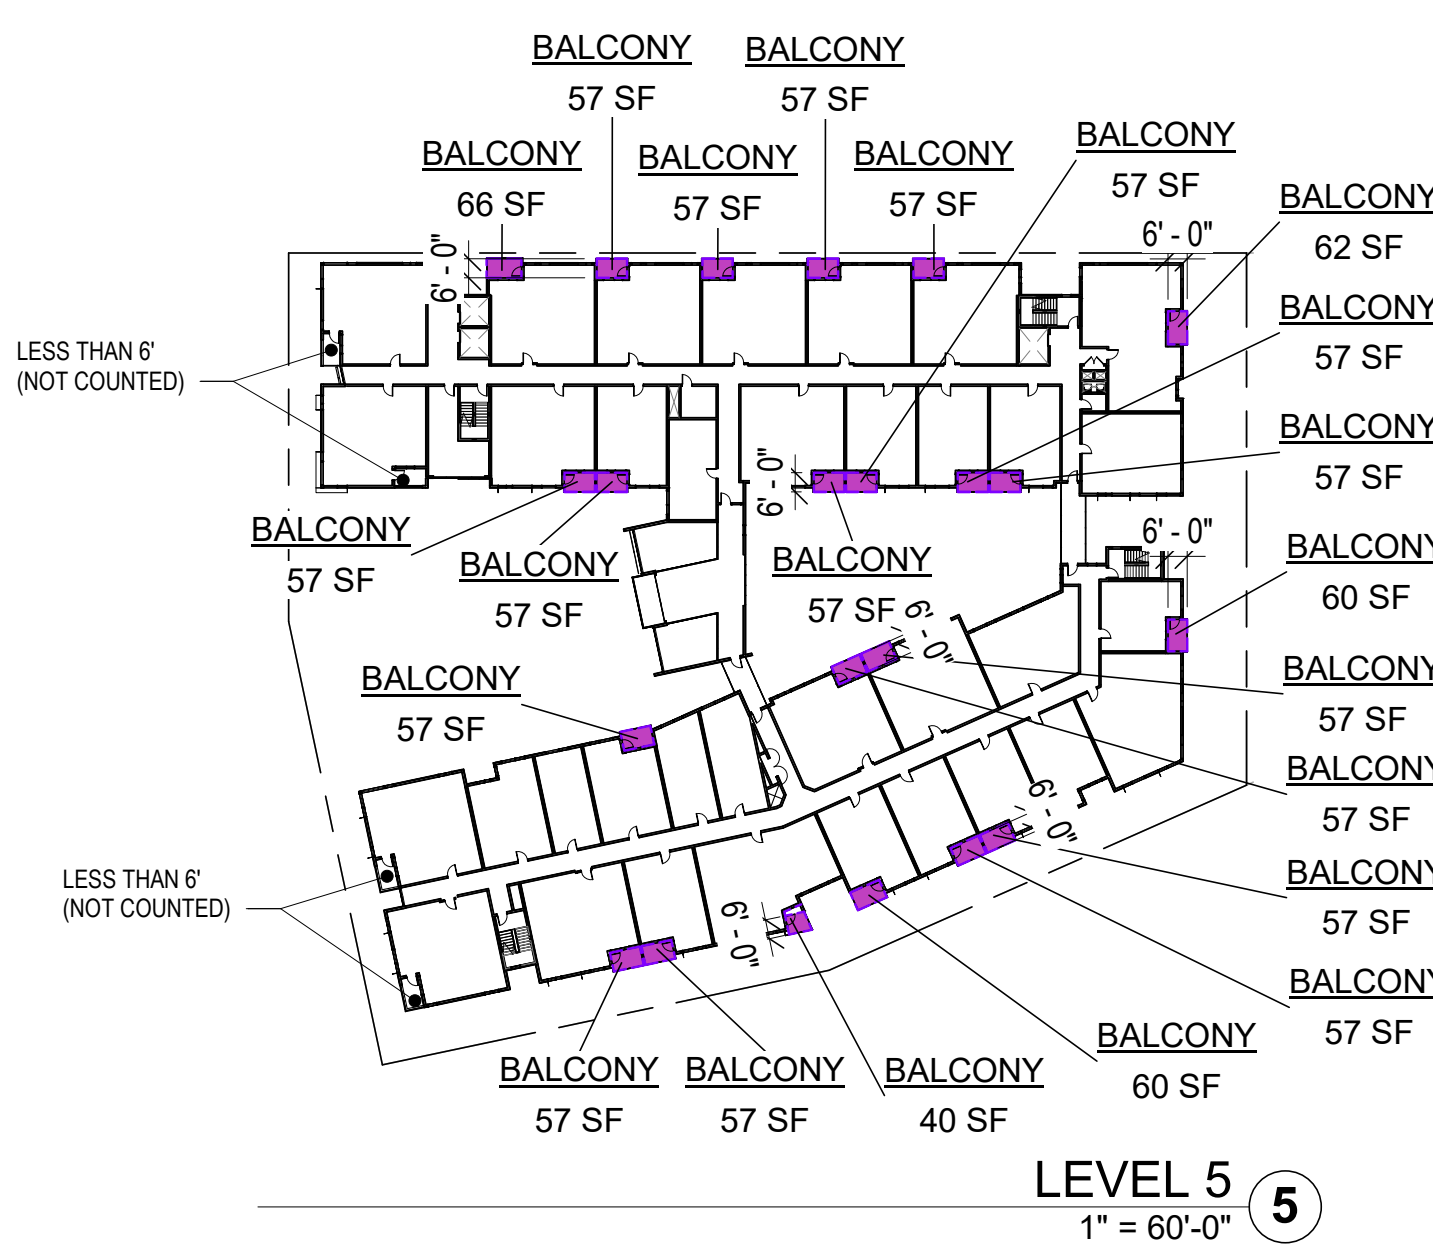 BALCONY
57 SF
BALCONY
57 SF
BALCONY
66 SF
BALCONY
57 SF
BALCONY
57 SF
BALCONY
57 SF
BALCONY
62 SF
6' - 0"
6' - 0"
BALCONY
57 SF
LESS THAN 6'
(NOT COUNTED)
BALCONY
57 SF
6' - 0"
BALCONY
57 SF
BALCONY
57 SF
BALCONY
57 SF
6' - 0"
BALCONY
60 SF
6' - 0"
BALCONY
57 SF
BALCONY
57 SF
BALCONY
57 SF
6' - 0"
BALCONY
57 SF
LESS THAN 6'
(NOT COUNTED)
6' - 0"
BALCONY
57 SF
BALCONY
60 SF
BALCONY
57 SF
BALCONY
57 SF
BALCONY
40 SF
LEVEL 5
1" = 60'-0"
5